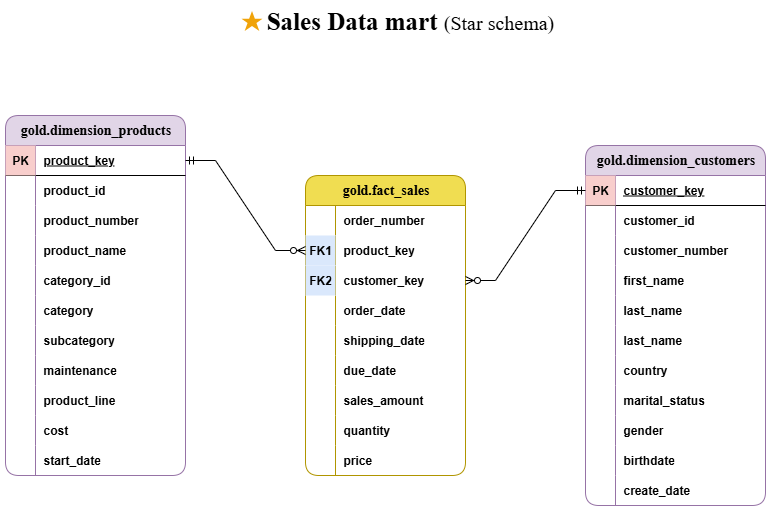 ★ Sales Data mart (Star schema)
gold.dimension_products
PK product_key
product_id
product_number
product_name
category_id
category
subcategory
maintenance
product_line
cost
start_date
gold.fact_sales
order_number
FK1 product_key
FK2 customer_key
order_date
shipping_date
due_date
sales_amount
quantity
price
gold.dimension_customers
PK customer_key
customer_id
customer_number
first_name
last_name
last_name
country
marital_status
gender
birthdate
create_date